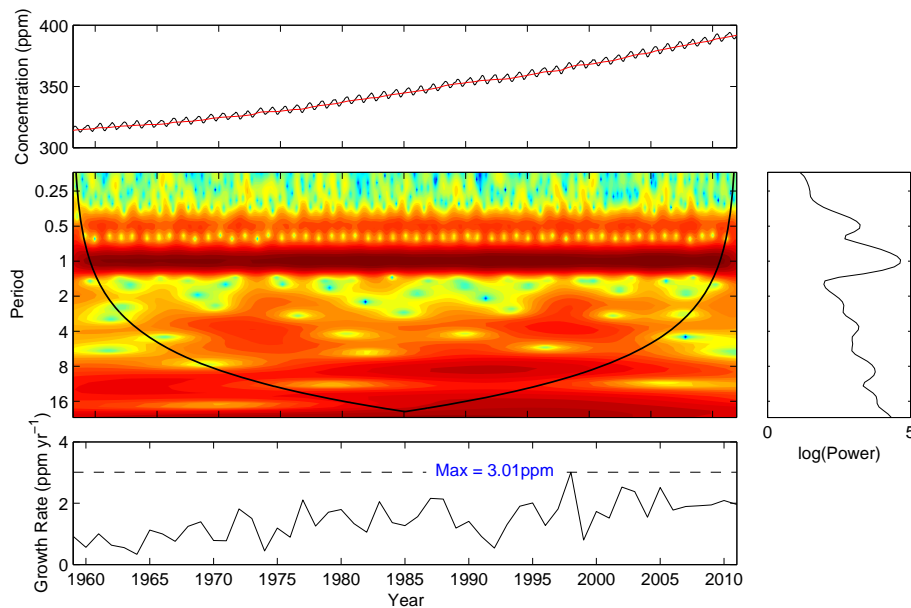 400
350
300
Concentration (ppm)
0.25
0.5
1
2
4
8
16
Period
0
5
log(Power)
4
2
0
Growth Rate (ppm yr⁻¹)
Max = 3.01ppm
1960 1965 1970 1975 1980 1985 1990 1995 2000 2005 2010
Year